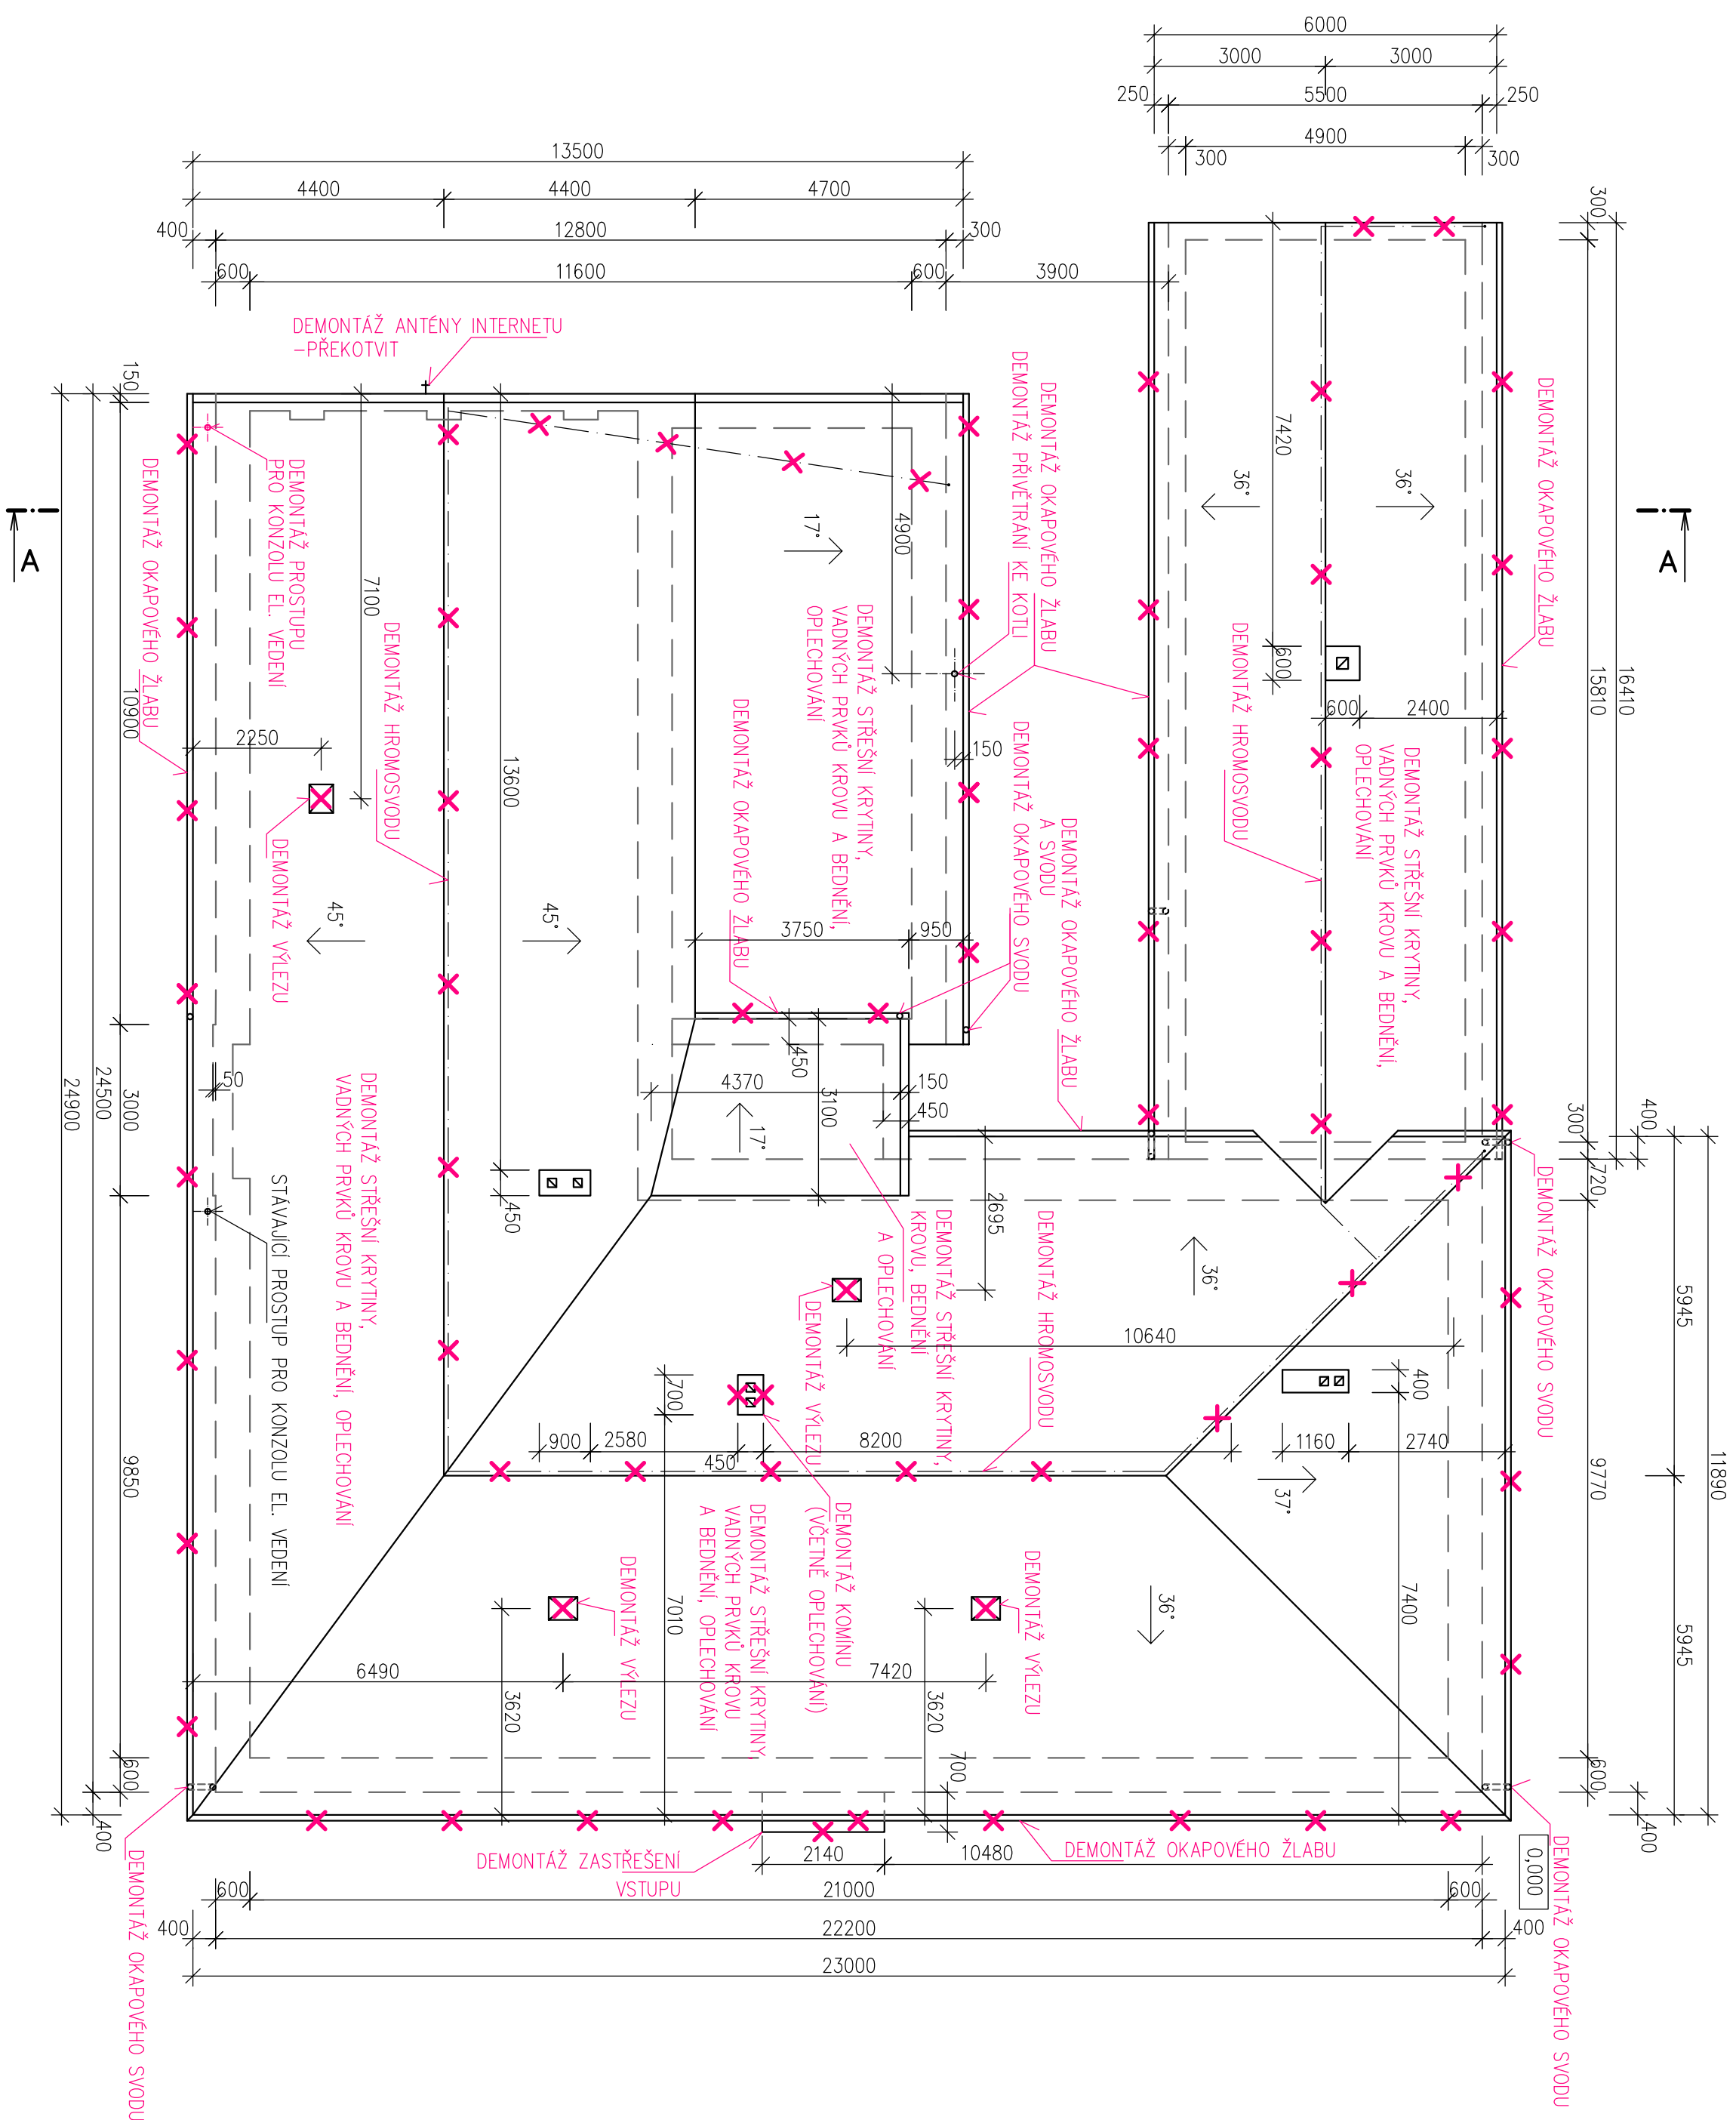 6000
3000
3000
250
5500
250
4900
300
300
13500
4400
4400
4700
400
12800
300
600
11600
600
3900
300
16410
15810
DEMONTÁŽ ANTÉNY INTERNETU
-PŘEKOTVIT
150
7420
36°
36°
600
600
2400
DEMONTÁŽ OKAPOVÉHO ŽLABU
DEMONTÁŽ OKAPOVÉHO ŽLABU
DEMONTÁŽ PŘIVĚTRÁNÍ KE KOTLI
4900
17°
A
A
DEMONTÁŽ OKAPOVÉHO ŽLABU
DEMONTÁŽ PROSTUPU
PRO KONZOLU EL. VEDENÍ
7100
DEMONTÁŽ HROMOSVODU
13600
DEMONTÁŽ STŘEŠNÍ KRYTINY,
VADNÝCH PRVKŮ KROVU A BEDNĚNÍ,
OPLECHOVÁNÍ
DEMONTÁŽ HROMOSVODU
DEMONTÁŽ STŘEŠNÍ KRYTINY,
VADNÝCH PRVKŮ KROVU A BEDNĚNÍ,
OPLECHOVÁNÍ
10900
2250
150
DEMONTÁŽ OKAPOVÉHO ŽLABU
DEMONTÁŽ OKAPOVÉHO SVODU
DEMONTÁŽ OKAPOVÉHO ŽLABU
A SVODU
DEMONTÁŽ VÝLEZU
45°
45°
3750
950
450
4370
3100
150
450
17°
50
3000
24500
24900
DEMONTÁŽ STŘEŠNÍ KRYTINY,
VADNÝCH PRVKŮ KROVU A BEDNĚNÍ, OPLECHOVÁNÍ
STÁVAJÍCÍ PROSTUP PRO KONZOLU EL. VEDENÍ
450
2695
DEMONTÁŽ STŘEŠNÍ KRYTINY,
KROVU, BEDNĚNÍ
A OPLECHOVÁNÍ
DEMONTÁŽ HROMOSVODU
36°
400
300
720
DEMONTÁŽ OKAPOVÉHO SVODU
5945
11890
DEMONTÁŽ VÝLEZU
10640
700
400
900
2580
450
8200
1160
2740
9850
9770
37°
DEMONTÁŽ KOMÍNU
(VČETNĚ OPLECHOVÁNÍ)
DEMONTÁŽ STŘEŠNÍ KRYTINY,
VADNÝCH PRVKŮ KROVU
A BEDNĚNÍ, OPLECHOVÁNÍ
DEMONTÁŽ VÝLEZU
DEMONTÁŽ VÝLEZU
7010
36°
7400
5945
6490
7420
3620
3620
700
600
400
600
400
DEMONTÁŽ ZASTŘEŠENÍ
VSTUPU
2140
10480
DEMONTÁŽ OKAPOVÉHO ŽLABU
0,000
DEMONTÁŽ OKAPOVÉHO SVODU
DEMONTÁŽ OKAPOVÉHO SVODU
600
21000
600
400
22200
400
23000